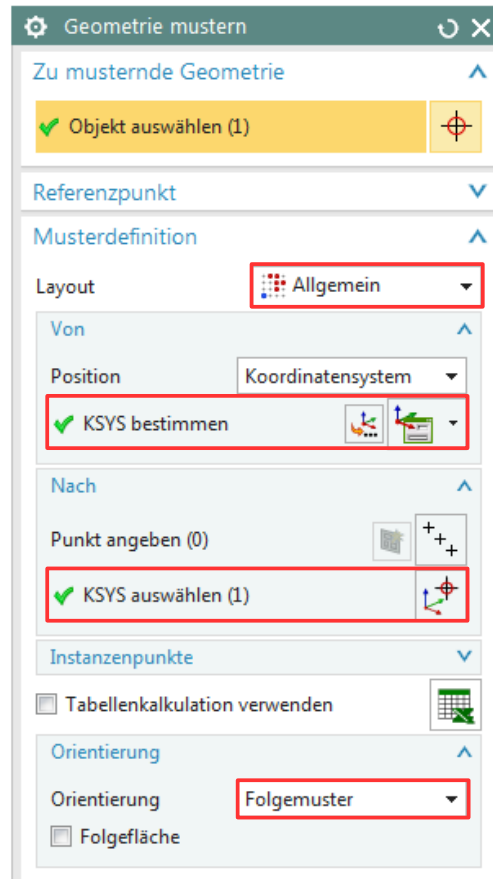 Geometrie mustern
Zu musternde Geometrie
Objekt auswählen (1)
Referenzpunkt
Musterdefinition
Layout Allgemein
Von
Position Koordinatensystem
KSYS bestimmen
Nach
Punkt angeben (0)
KSYS auswählen (1)
Instanzenpunkte
Tabellenkalkulation verwenden
Orientierung
Orientierung Folgemuster
Folgefläche